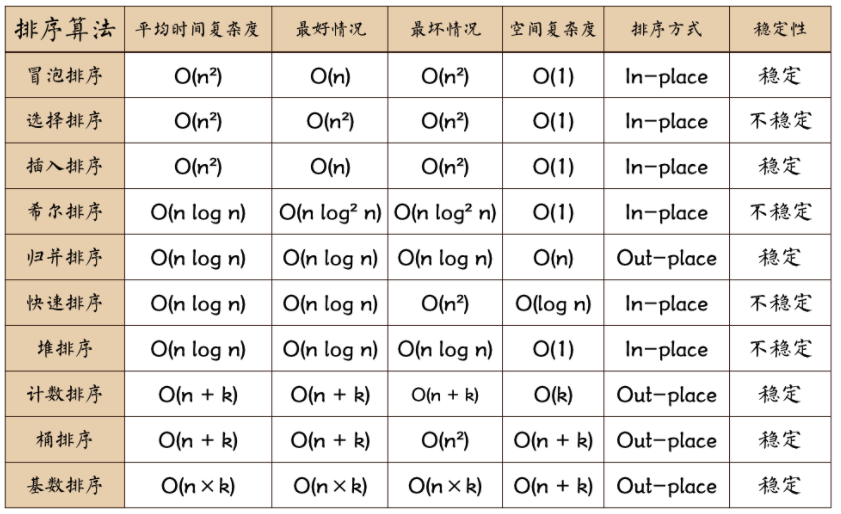 排序算法 平均时间复杂度 最好情况 最坏情况 空间复杂度 排序方式 稳定性
冒泡排序 O(n²) O(n) O(n²) O(1) In-place 稳定
选择排序 O(n²) O(n²) O(n²) O(1) In-place 不稳定
插入排序 O(n²) O(n) O(n²) O(1) In-place 稳定
希尔排序 O(n log n) O(n log² n) O(n log² n) O(1) In-place 不稳定
归并排序 O(n log n) O(n log n) O(n log n) O(n) Out-place 稳定
快速排序 O(n log n) O(n log n) O(n²) O(log n) In-place 不稳定
堆排序 O(n log n) O(n log n) O(n log n) O(1) In-place 不稳定
计数排序 O(n + k) O(n + k) O(n + k) O(k) Out-place 稳定
桶排序 O(n + k) O(n + k) O(n²) O(n + k) Out-place 稳定
基数排序 O(n×k) O(n×k) O(n×k) O(n + k) Out-place 稳定